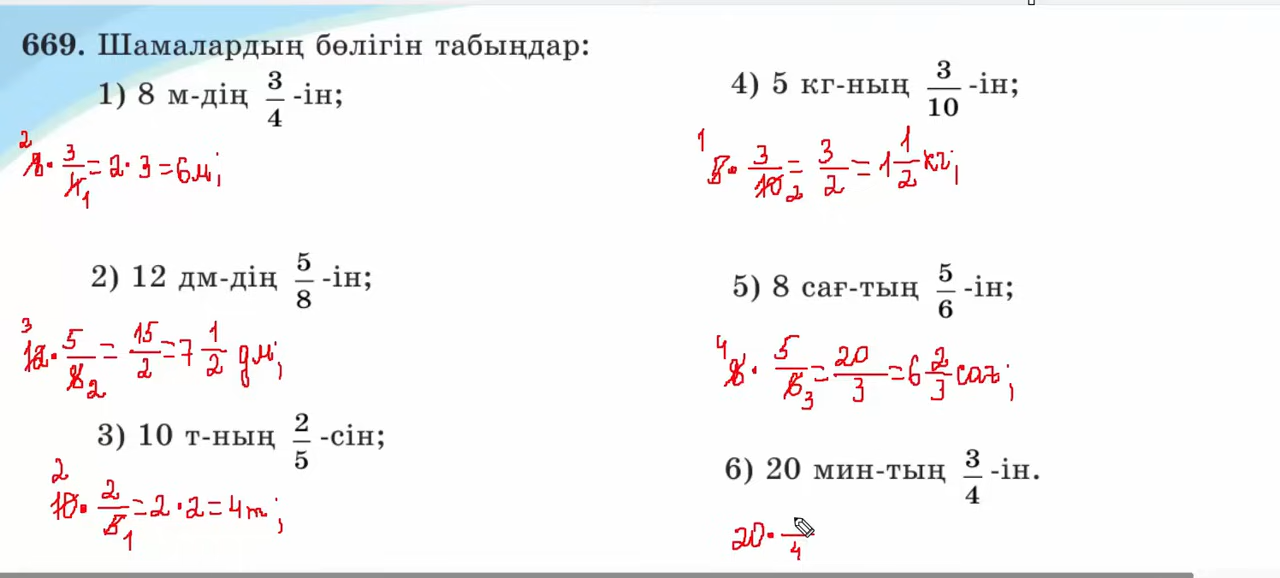 669. Шамалардың бөлігін табыңдар:
1) 8 м-дің 3/4 -ін;
2 8 · 3/4 1 = 2 · 3 = 6 м;
2) 12 дм-дің 5/8 -ін;
3 12 · 5/8 2 = 15/2 = 7 1/2 дм;
3) 10 т-ның 2/5 -сін;
2 10 · 2/5 1 = 2 · 2 = 4 т;
4) 5 кг-ның 3/10 -ін;
1 5 · 3/10 2 = 3/2 = 1 1/2 кг;
5) 8 сағ-тың 5/6 -ін;
4 8 · 5/6 3 = 20/3 = 6 2/3 сағ;
6) 20 мин-тың 3/4 -ін.
20 · /4